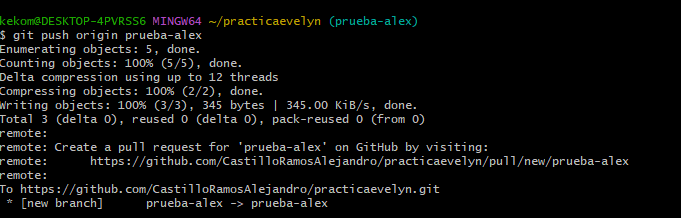 kekom@DESKTOP-4PVRSS6 MINGW64 ~/practicaevelyn (prueba-alex)
$ git push origin prueba-alex
Enumerating objects: 5, done.
Counting objects: 100% (5/5), done.
Delta compression using up to 12 threads
Compressing objects: 100% (2/2), done.
Writing objects: 100% (3/3), 345 bytes | 345.00 KiB/s, done.
Total 3 (delta 0), reused 0 (delta 0), pack-reused 0 (from 0)
remote:
remote: Create a pull request for 'prueba-alex' on GitHub by visiting:
remote:      https://github.com/CastilloRamosAlejandro/practicaevelyn/pull/new/prueba-alex
remote:
To https://github.com/CastilloRamosAlejandro/practicaevelyn.git
 * [new branch]      prueba-alex -> prueba-alex